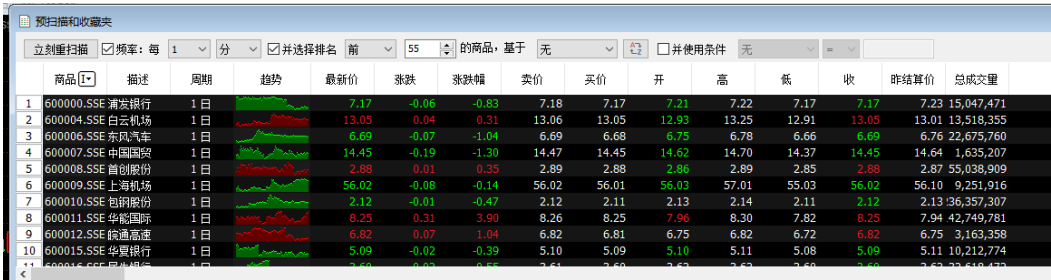 预扫描和收藏夹
立刻重扫描 频率：每 1 分 并选择排名 前 55 的商品，基于 无 并使用条件 无 =
商品 描述 周期 趋势 最新价 涨跌 涨跌幅 卖价 买价 开 高 低 收 昨结算价 总成交量
1 600000.SSE 浦发银行 1 日 7.17 -0.06 -0.83 7.18 7.17 7.21 7.22 7.17 7.17 7.23 15,047,471
2 600004.SSE 白云机场 1 日 13.05 0.04 0.31 13.06 13.05 12.93 13.25 12.91 13.05 13.01 13,518,355
3 600006.SSE 东风汽车 1 日 6.69 -0.07 -1.04 6.69 6.68 6.75 6.78 6.66 6.69 6.76 22,675,760
4 600007.SSE 中国国贸 1 日 14.45 -0.19 -1.30 14.47 14.45 14.62 14.70 14.37 14.45 14.64 1,635,207
5 600008.SSE 首创股份 1 日 2.88 0.01 0.35 2.89 2.88 2.86 2.89 2.85 2.88 2.87 55,038,909
6 600009.SSE 上海机场 1 日 56.02 -0.08 -0.14 56.02 56.01 56.03 57.01 55.03 56.02 56.10 9,251,916
7 600010.SSE 包钢股份 1 日 2.12 -0.01 -0.47 2.12 2.11 2.13 2.14 2.11 2.12 2.13 36,357,307
8 600011.SSE 华能国际 1 日 8.25 0.31 3.90 8.26 8.25 7.96 8.30 7.82 8.25 7.94 42,749,781
9 600012.SSE 皖通高速 1 日 6.82 0.07 1.04 6.82 6.81 6.75 6.82 6.72 6.82 6.75 3,163,358
10 600015.SSE 华夏银行 1 日 5.09 -0.02 -0.39 5.10 5.09 5.10 5.11 5.08 5.09 5.11 10,212,774